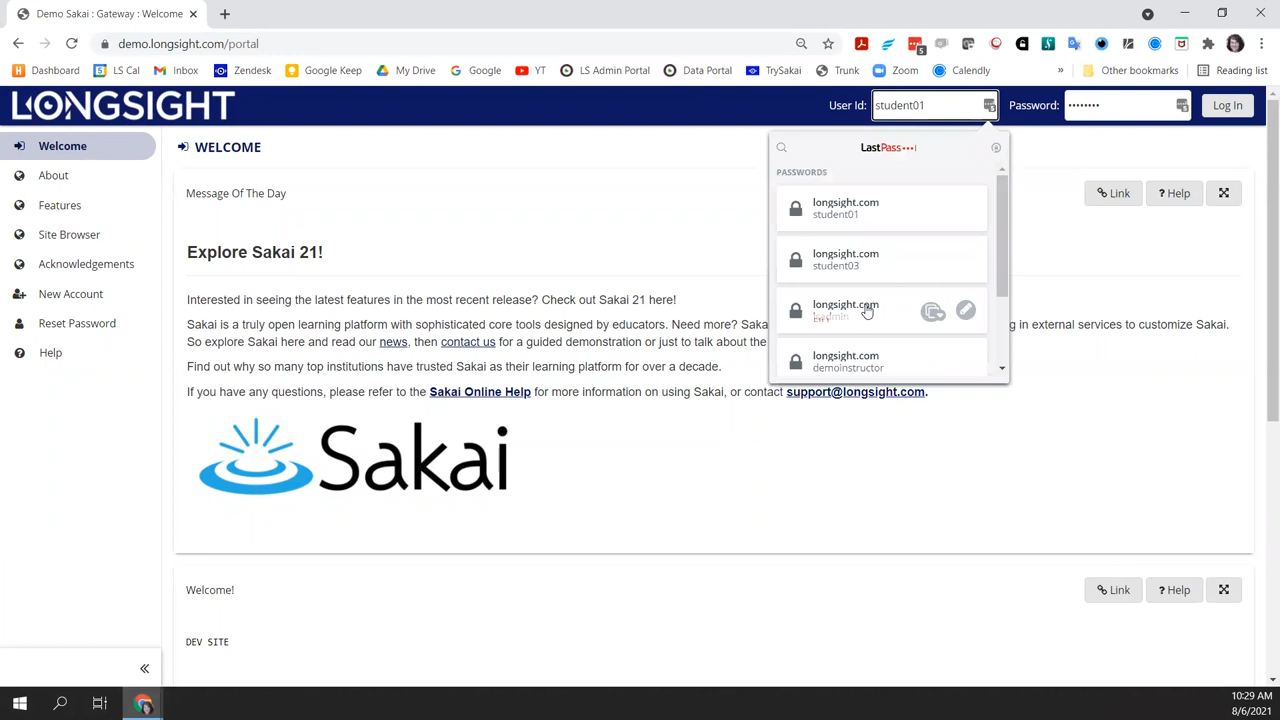 Demo Sakai : Gateway : Welcome
demo.longsight.com/portal
5
Dashboard
LS Cal
Inbox
Zendesk
Google Keep
My Drive
Google
YT
LS Admin Portal
Data Portal
TrySakai
Trunk
Zoom
Calendly
»
Other bookmarks
Reading list
LONGSIGHT
User Id:
student01
Password:
••••••••
Log In
Welcome
About
Features
Site Browser
Acknowledgements
New Account
Reset Password
Help
WELCOME
Message Of The Day
Link
? Help
Explore Sakai 21!
Interested in seeing the latest features in the most recent release? Check out Sakai 21 here!
Sakai is a truly open learning platform with sophisticated core tools designed by educators. Need more? Saka
g in external services to customize Sakai.
So explore Sakai here and read our news, then contact us for a guided demonstration or just to talk about the
Find out why so many top institutions have trusted Sakai as their learning platform for over a decade.
If you have any questions, please refer to the Sakai Online Help for more information on using Sakai, or contact support@longsight.com.
Sakai
LastPass
PASSWORDS
longsight.com
student01
longsight.com
student03
longsight.com
longsight.com
demoinstructor
Welcome!
Link
? Help
DEV SITE
«
10:29 AM
8/6/2021